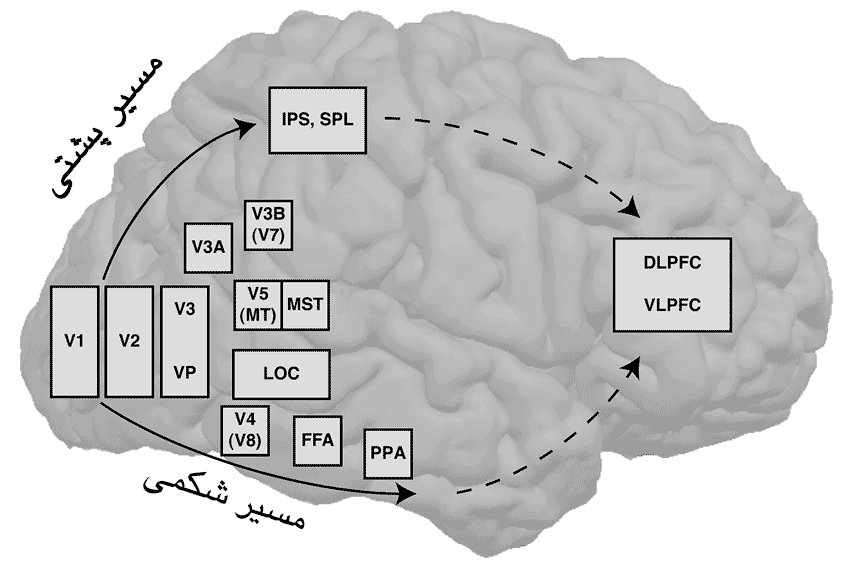 مسیر پشتی
IPS, SPL
V3B
(V7)
V3A
DLPFC
VLPFC
V1
V2
V3
VP
V5
(MT)
MST
LOC
V4
(V8)
FFA
PPA
مسیر شکمی